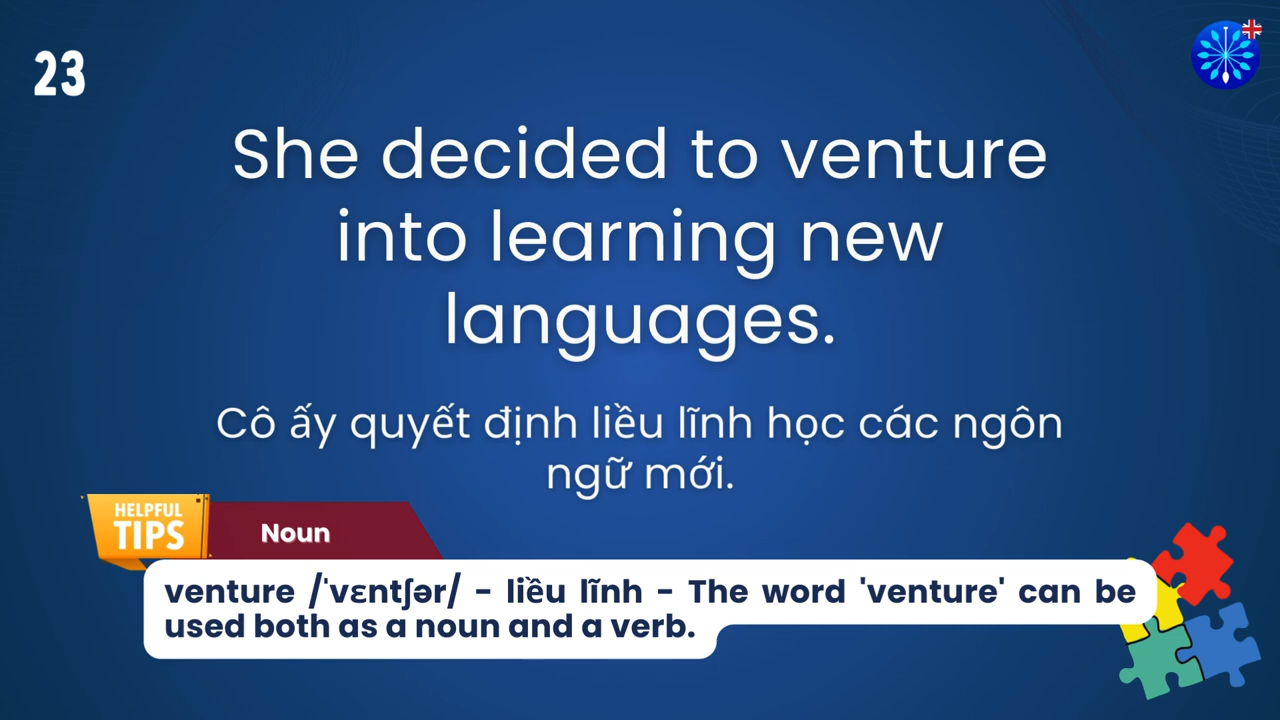 23
She decided to venture
into learning new
languages.
Cô ấy quyết định liều lĩnh học các ngôn
ngữ mới.
HELPFUL
TIPS
Noun
venture /ˈvɛntʃər/ - liều lĩnh - The word 'venture' can be
used both as a noun and a verb.